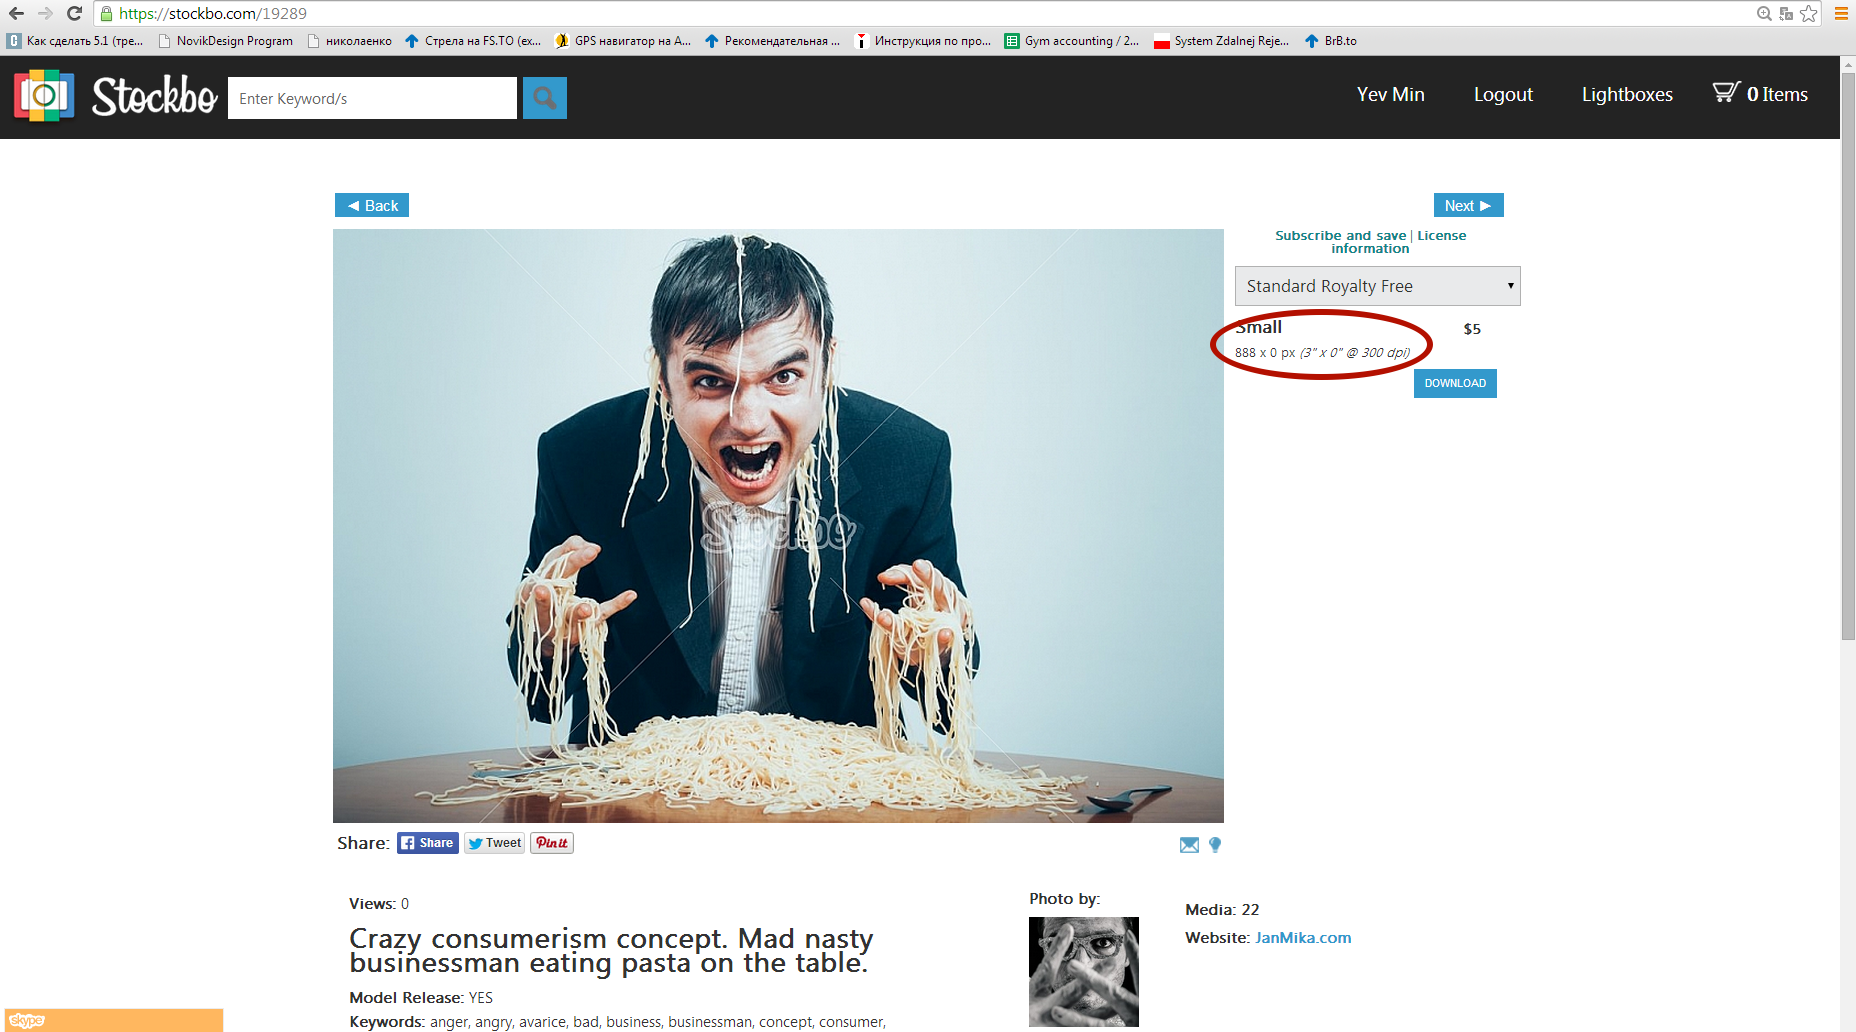 https://stockbo.com/19289
Как сделать 5.1 (тре... NovikDesign Program николаенко Стрела на FS.TO (ex... GPS навигатор на А... Рекомендательная ... Инструкция по про... Gym accounting / 2... System Zdalnej Reje... BrB.to
Stockbo
Enter Keyword/s
Yev Min Logout Lightboxes 0 Items
◄ Back
Next ►
Subscribe and save | License
information
Standard Royalty Free
Small $5
888 x 0 px (3" x 0" @ 300 dpi)
DOWNLOAD
Stockbo
Share: Share Tweet Pin it
Views: 0
Crazy consumerism concept. Mad nasty
businessman eating pasta on the table.
Model Release: YES
Keywords: anger, angry, avarice, bad, business, businessman, concept, consumer,
Photo by:
Media: 22
Website: JanMika.com
skype